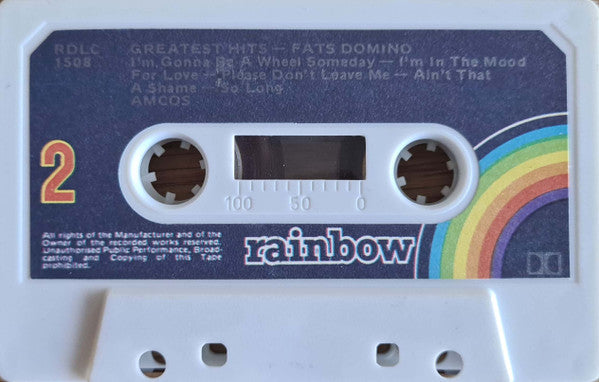 RDLC GREATEST HITS — FATS DOMINO
1508 I'm Gonna Be A Wheel Someday — I'm In The Mood
For Love — Please Don't Leave Me — Ain't That
A Shame — So Long
AMCOS
2
100 50 0
All rights of the Manufacturer and of the
Owner of the recorded works reserved.
Unauthorised Public Performance, Broad-
casting and Copying of this Tape
prohibited.
rainbow